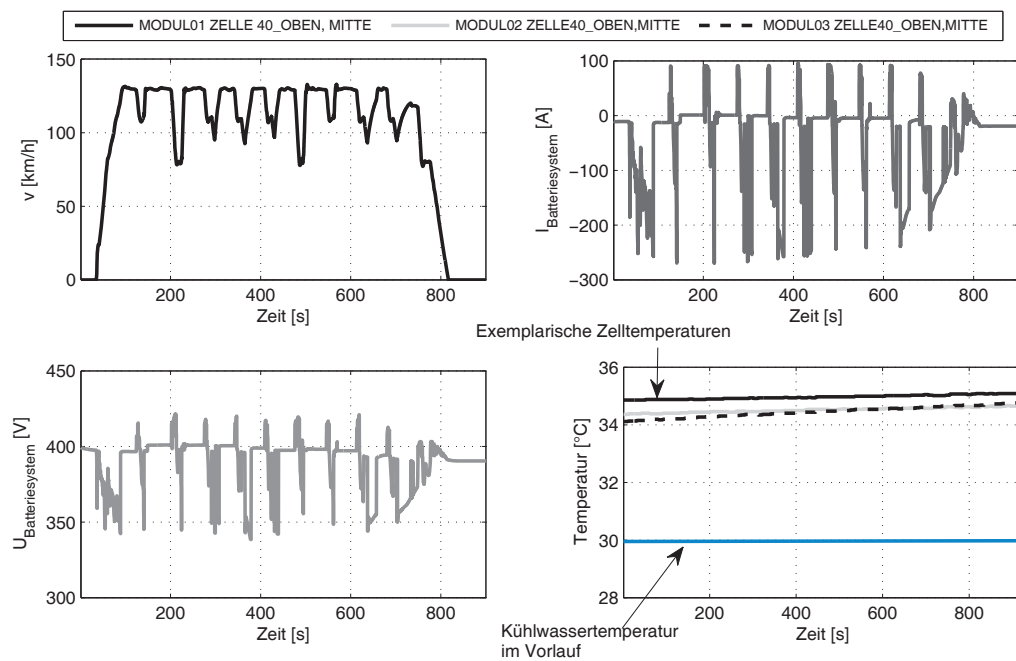 MODUL01 ZELLE 40_OBEN, MITTE
MODUL02 ZELLE40_OBEN,MITTE
MODUL03 ZELLE40_OBEN,MITTE
150
100
50
0
v [km/h]
200
400
600
800
Zeit [s]
100
0
−100
−200
−300
I_Batteriesystem [A]
200
400
600
800
Zeit [s]
Exemplarische Zelltemperaturen
450
400
350
300
U_Batteriesystem [V]
200
400
600
800
Zeit [s]
36
34
32
30
28
Temperatur [°C]
200
400
600
800
Zeit [s]
Kühlwassertemperatur
im Vorlauf